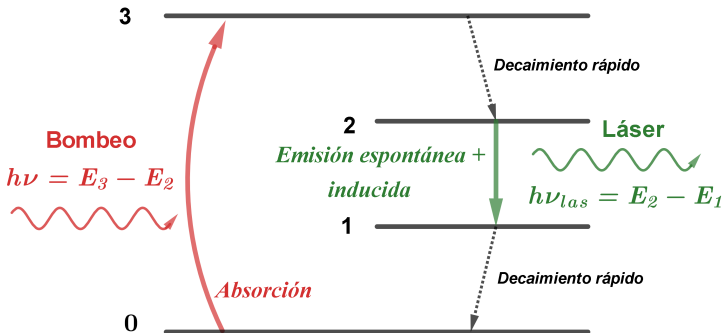 3
Decaimiento rápido
2
Bombeo
hν = E₃ − E₂
Emisión espontánea +
inducida
Láser
hν_las = E₂ − E₁
1
Absorción
Decaimiento rápido
0